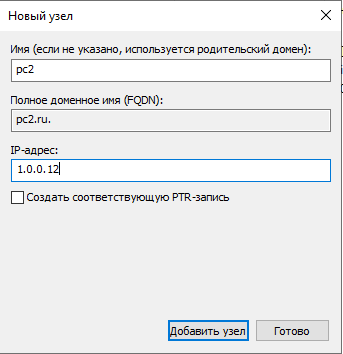 Новый узел
Имя (если не указано, используется родительский домен):
pc2
Полное доменное имя (FQDN):
pc2.ru.
IP-адрес:
1.0.0.12
Создать соответствующую PTR-запись
Добавить узел
Готово